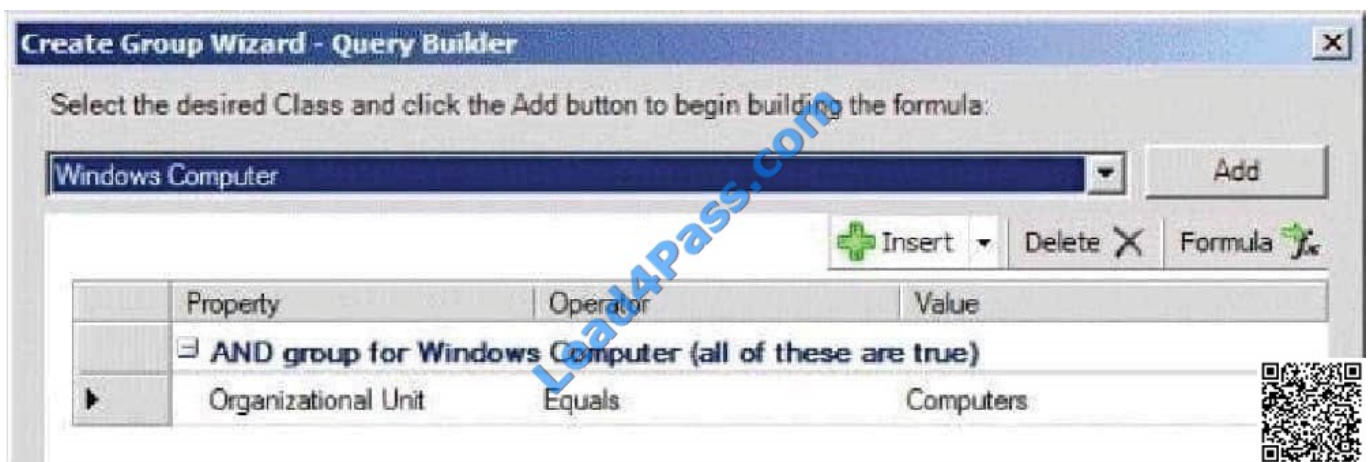 Create Group Wizard - Query Builder
Select the desired Class and click the Add button to begin building the formula:
Windows Computer
Add
Insert
Delete
Formula
Property Operator Value
AND group for Windows Computer (all of these are true)
Organizational Unit Equals Computers
Lead4Pass.com